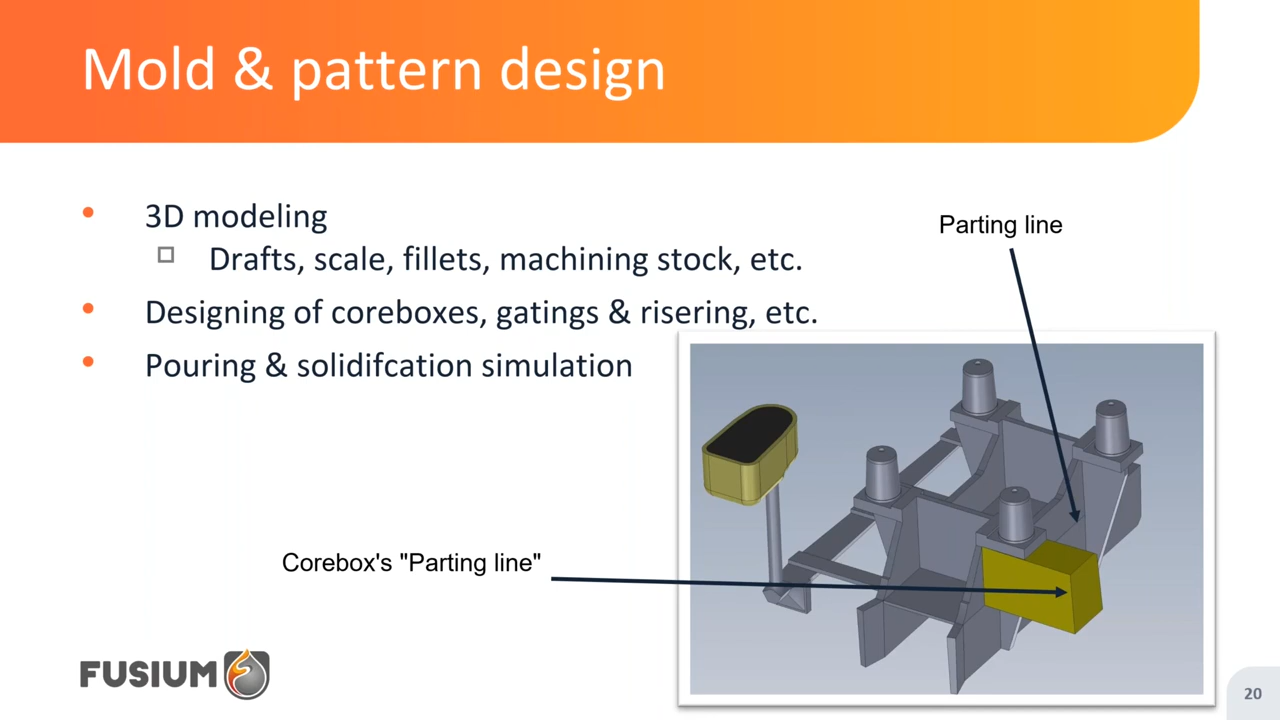 Mold & pattern design
3D modeling
Drafts, scale, fillets, machining stock, etc.
Designing of coreboxes, gatings & risering, etc.
Pouring & solidifcation simulation
Parting line
Corebox's "Parting line"
FUSIUM
20